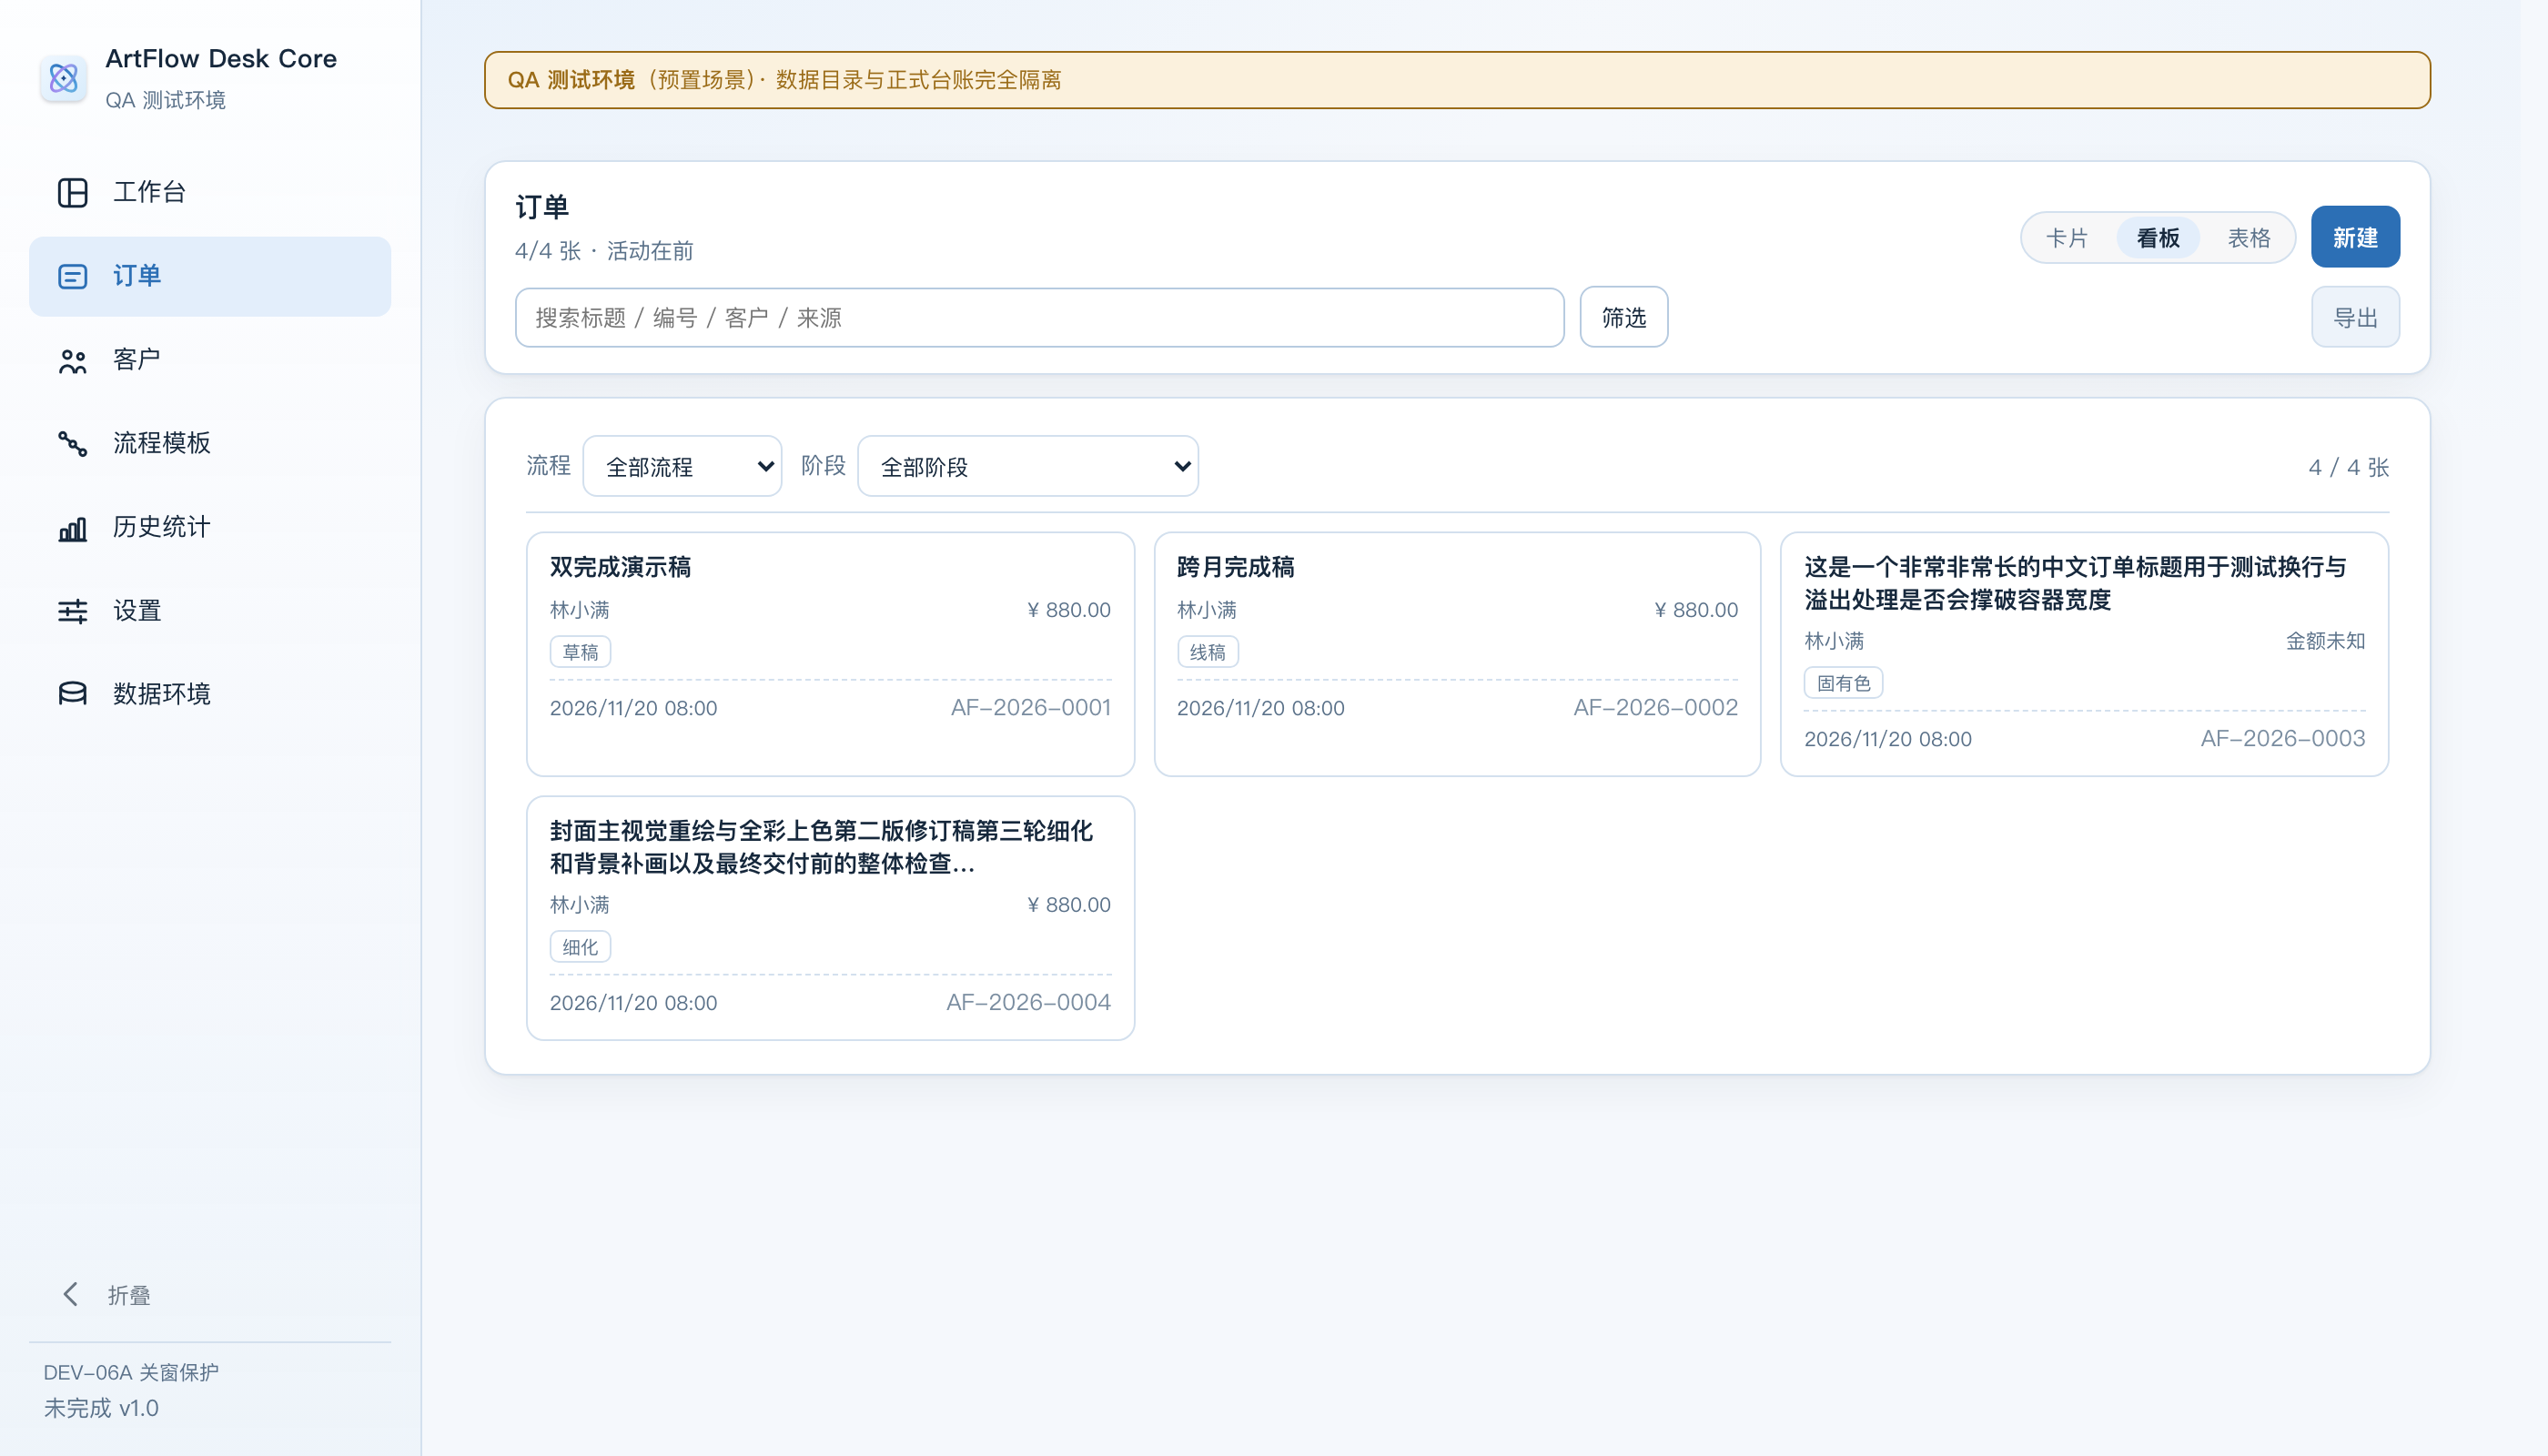 ArtFlow Desk Core
QA 测试环境
工作台
订单
客户
流程模板
历史统计
设置
数据环境
折叠
DEV-06A 关窗保护
未完成 v1.0
QA 测试环境（预置场景）· 数据目录与正式台账完全隔离
订单
4/4 张 · 活动在前
卡片 看板 表格 新建
搜索标题 / 编号 / 客户 / 来源 筛选 导出
流程 全部流程 阶段 全部阶段 4 / 4 张
双完成演示稿
林小满 ¥ 880.00
草稿
2026/11/20 08:00 AF-2026-0001
跨月完成稿
林小满 ¥ 880.00
线稿
2026/11/20 08:00 AF-2026-0002
这是一个非常非常长的中文订单标题用于测试换行与
溢出处理是否会撑破容器宽度
林小满 金额未知
固有色
2026/11/20 08:00 AF-2026-0003
封面主视觉重绘与全彩上色第二版修订稿第三轮细化
和背景补画以及最终交付前的整体检查...
林小满 ¥ 880.00
细化
2026/11/20 08:00 AF-2026-0004